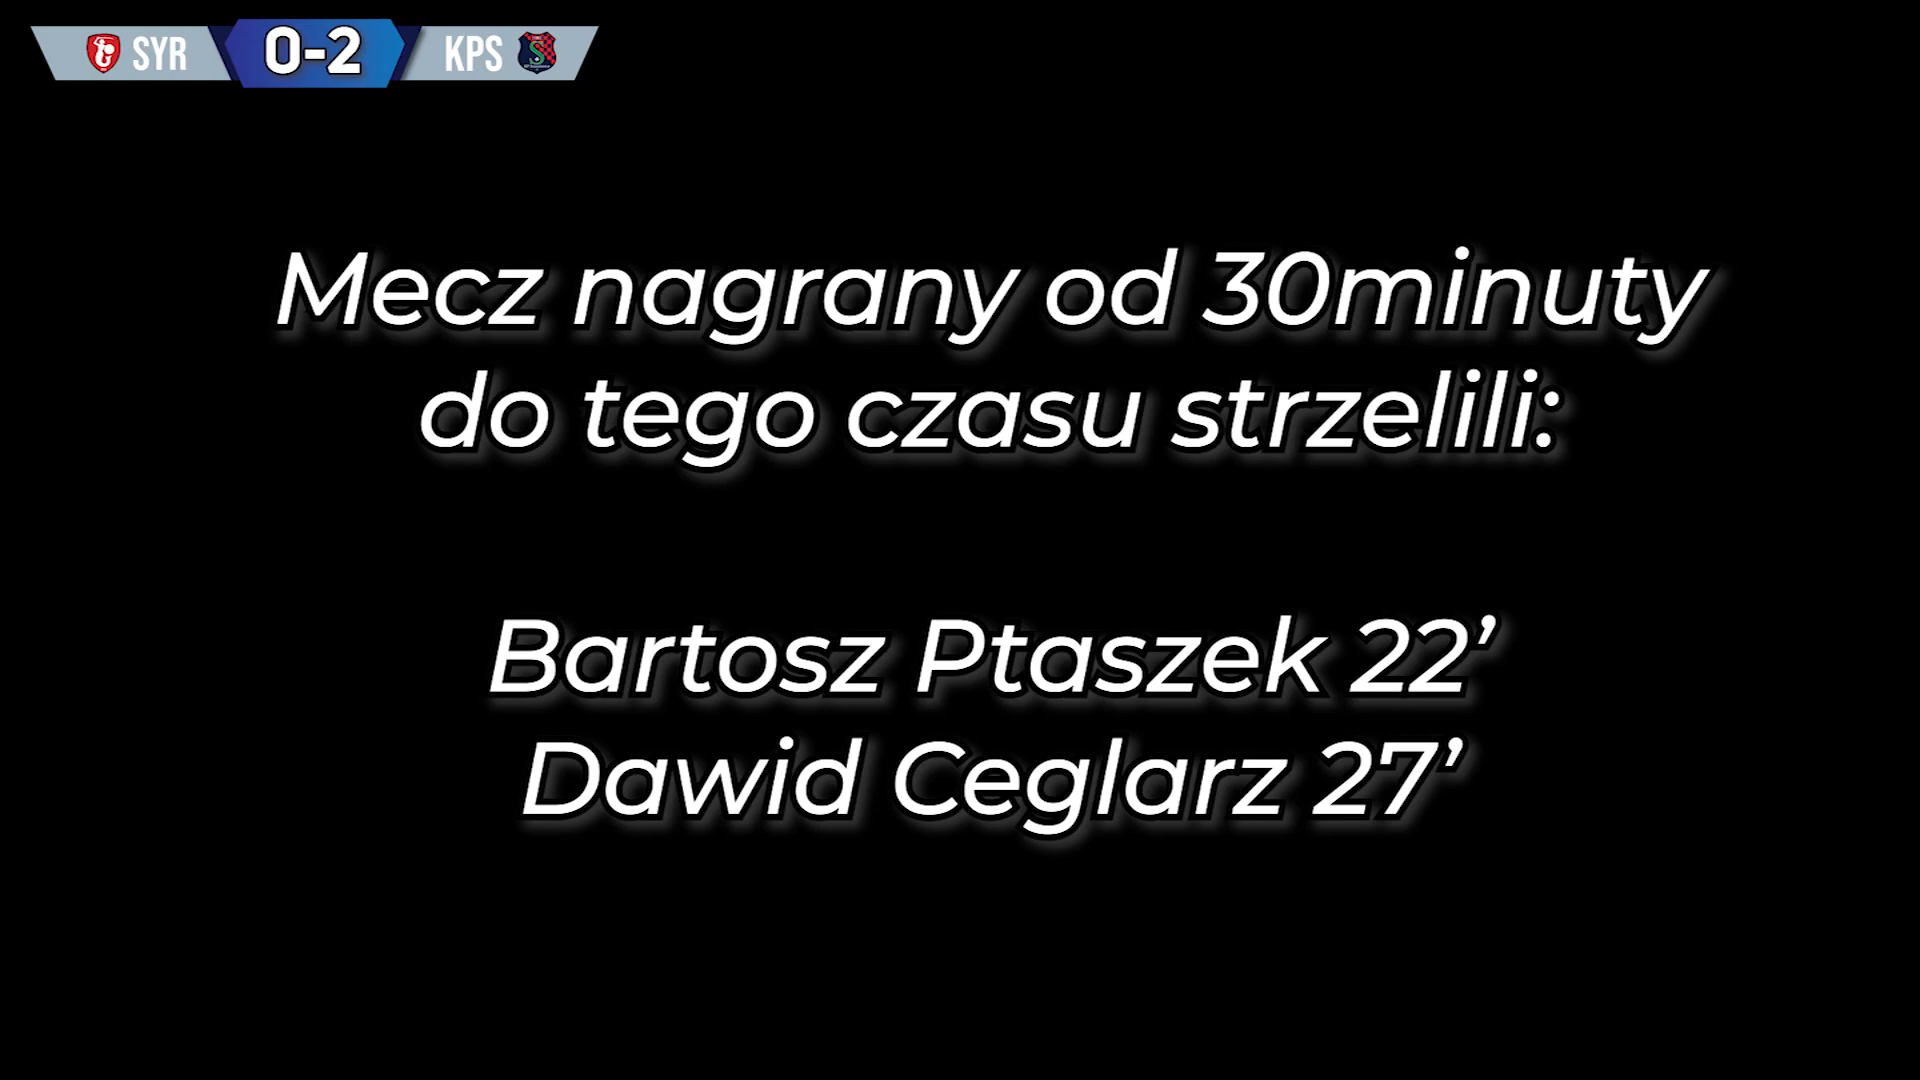 SYR 0-2 KPS
Mecz nagrany od 30minuty
do tego czasu strzelili:
Bartosz Ptaszek 22’
Dawid Ceglarz 27’